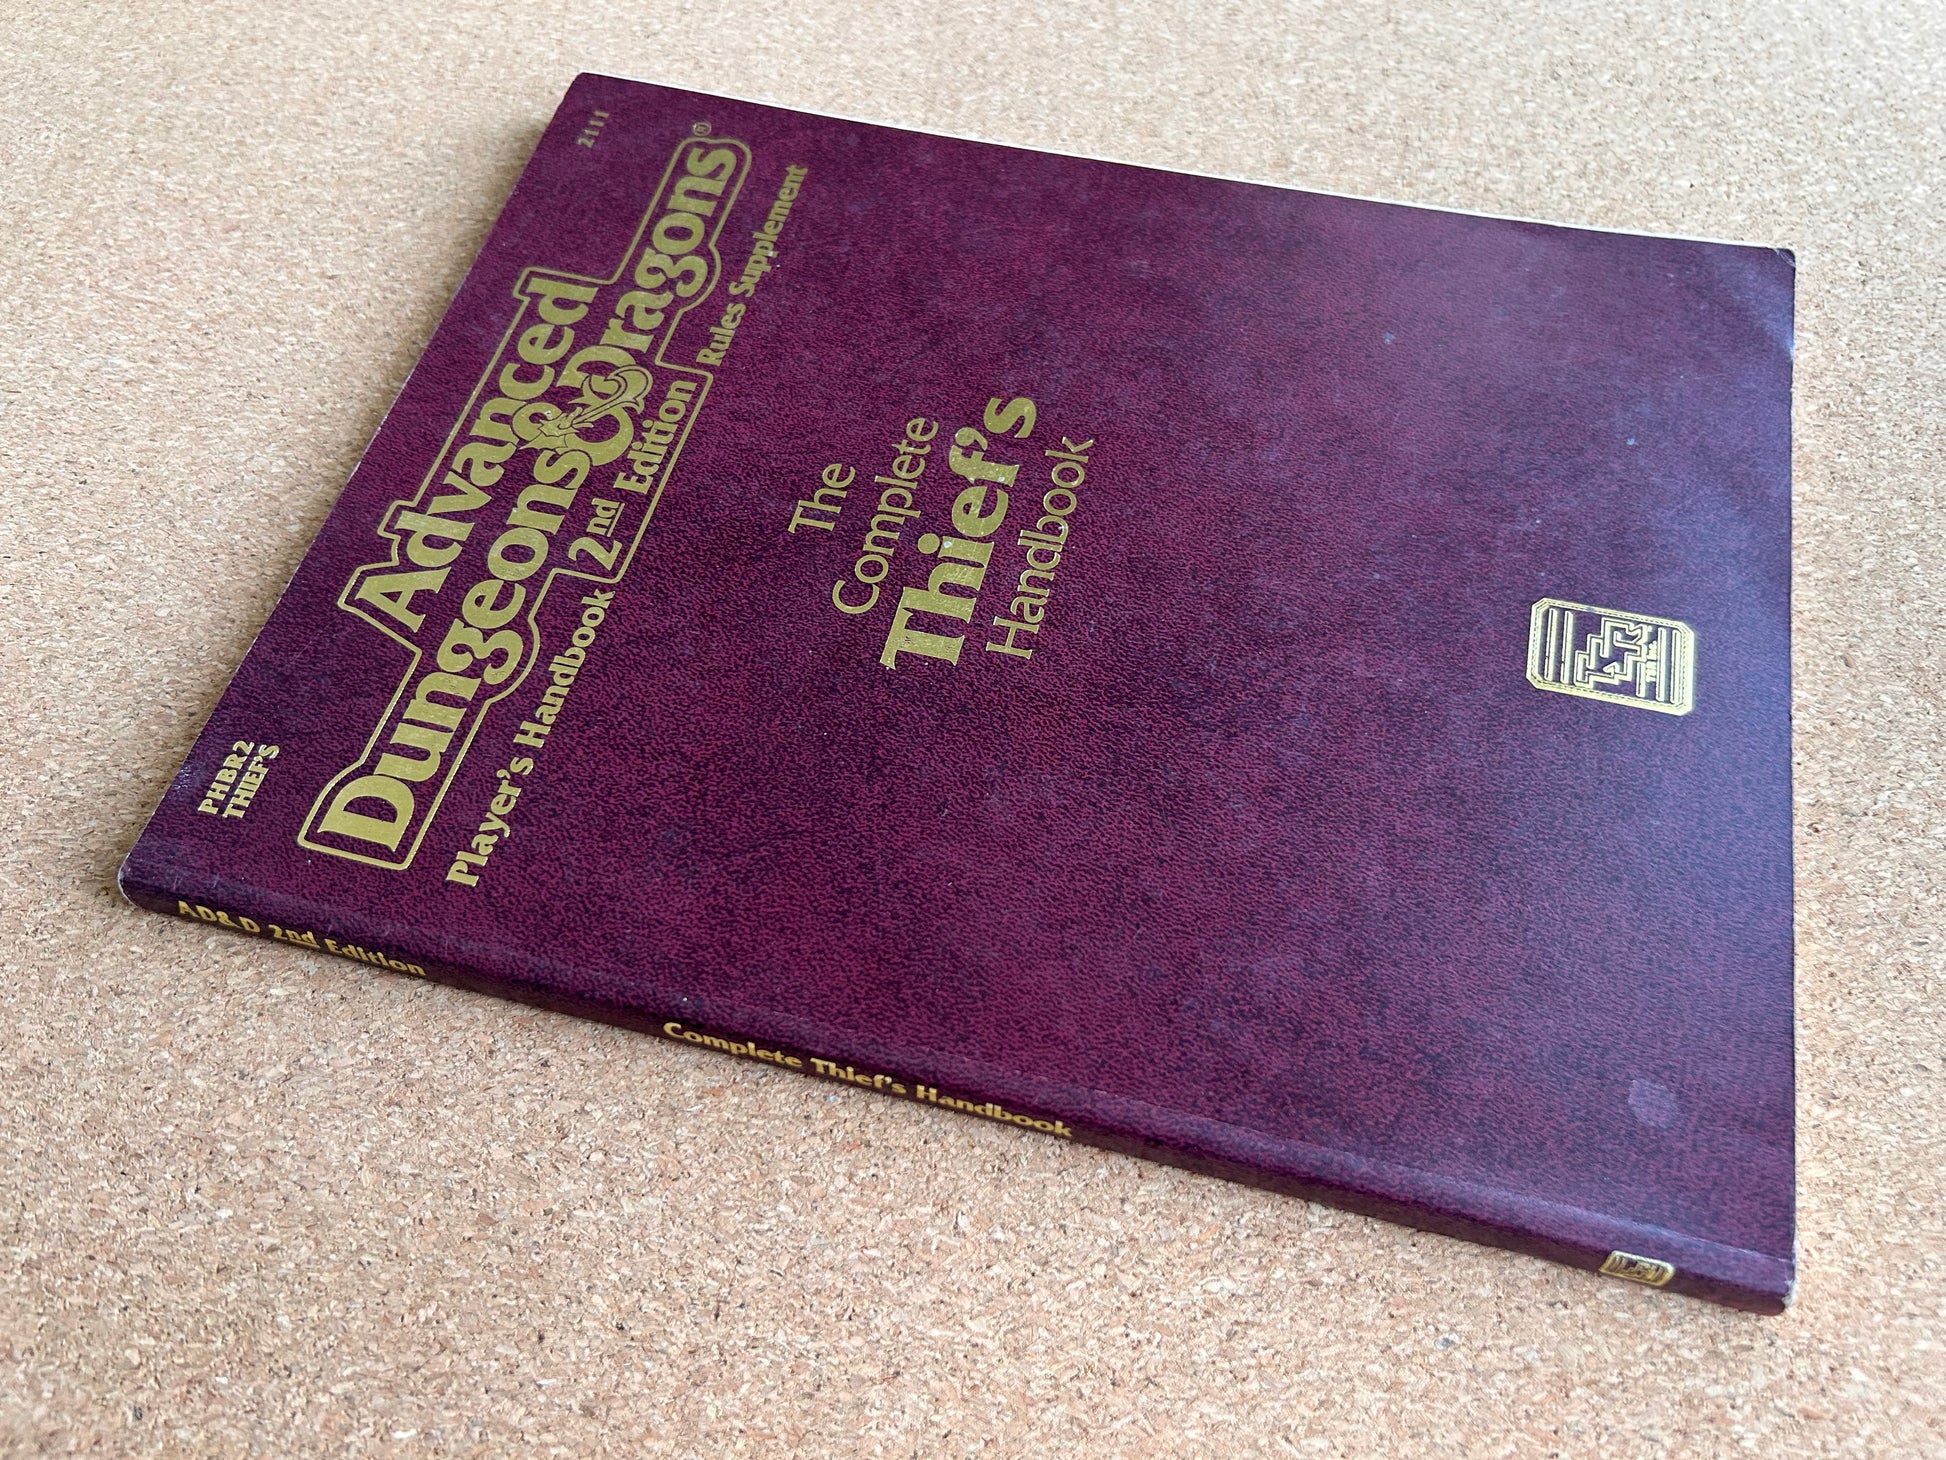 PHBR2
THIEF'S
2111
Advanced
Dungeons & Dragons®
2nd Edition
Player's Handbook Rules Supplement
The
Complete
Thief's
Handbook
AD&D 2nd Edition
Complete Thief's Handbook